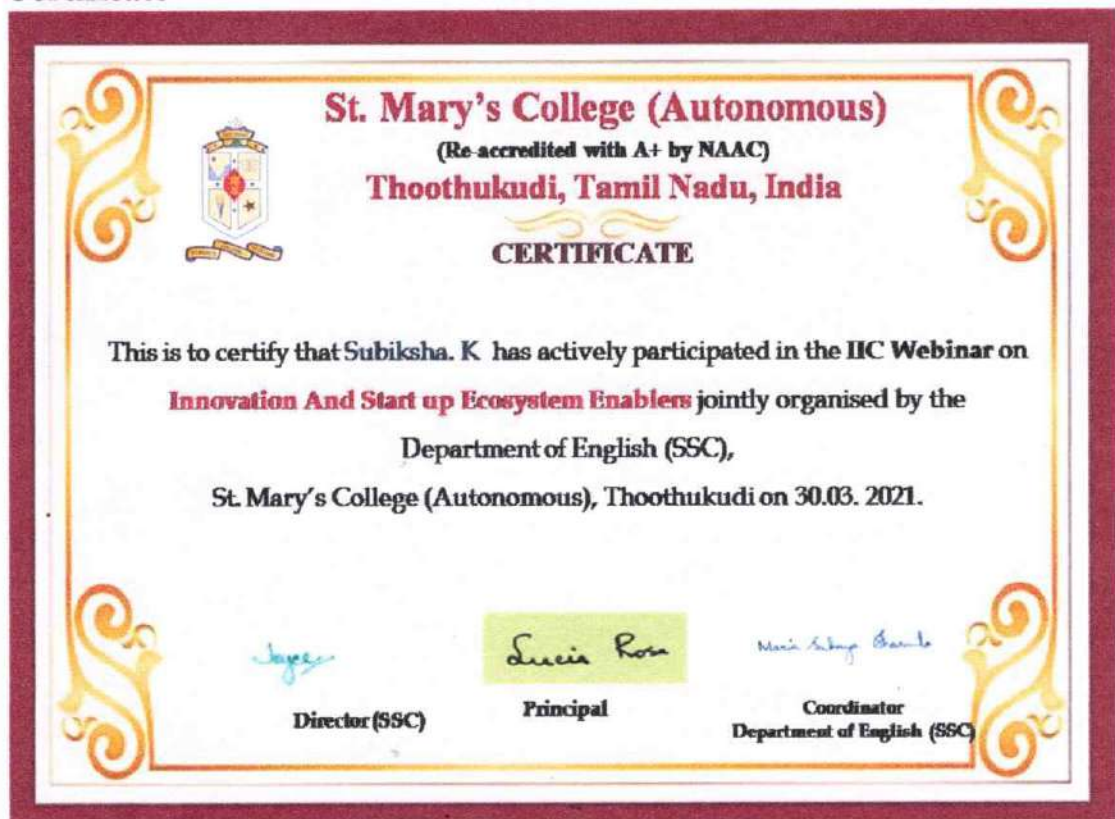 St. Mary's College (Autonomous)
(Re-accredited with A+ by NAAC)
Thoothukudi, Tamil Nadu, India
CERTIFICATE
This is to certify that Subiksha. K has actively participated in the IIC Webinar on
Innovation And Start up Ecosystem Enablers jointly organised by the
Department of English (SSC),
St. Mary's College (Autonomous), Thoothukudi on 30.03. 2021.
Lucia Rose
Director (SSC)
Principal
Coordinator
Department of English (SSC)